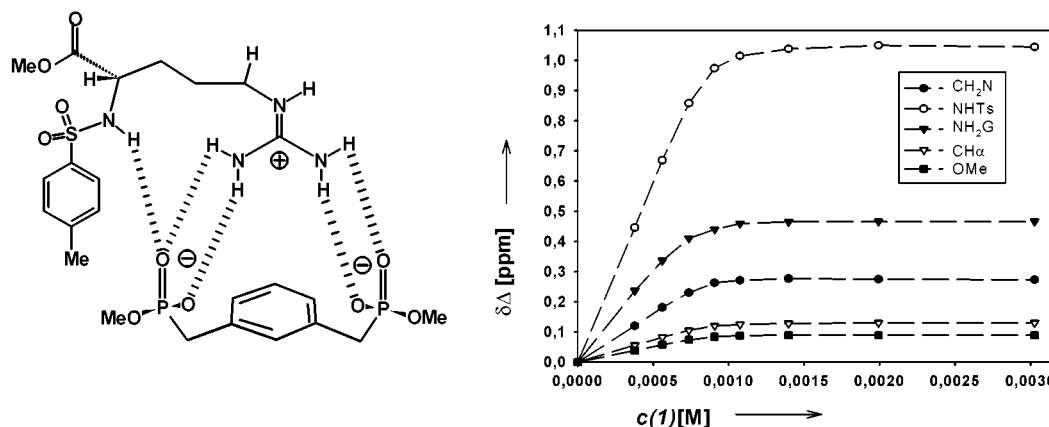 O
MeO
H
H
H
N
H
N
O
O
S
H
H
N
N
H
H
H
⊕
Me
O
⊖
O
⊖
MeO
P
O
O
P
OMe
δΔ [ppm]
1,1
1,0
0,9
0,8
0,7
0,6
0,5
0,4
0,3
0,2
0,1
0,0
CH₂N
NHTs
NH₂G
CHα
OMe
0,0000 0,0005 0,0010 0,0015 0,0020 0,0025 0,0030
c(1)[M]